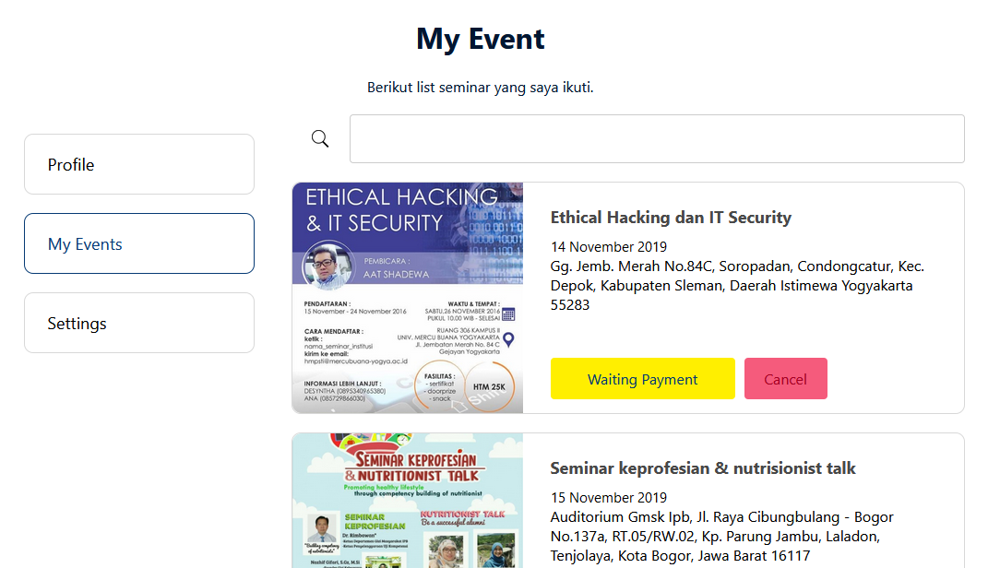 My Event
Berikut list seminar yang saya ikuti.
Profile
My Events
Settings
ETHICAL HACKING
& IT SECURITY
PEMBICARA :
AAT SHADEWA
PENDAFTARAN :
15 November - 24 November 2016
WAKTU & TEMPAT :
SABTU,26 NOVEMBER 2016
PUKUL 10.00 WIB - SELESAI
CARA MENDAFTAR :
ketik :
nama_seminar_institusi
kirim ke email:
hmpsti@mercubuana-yogya.ac.id
RUANG 306 KAMPUS II
UNIV. MERCU BUANA YOGYAKARTA
Jl. Jembatan Merah No. 84 C
Gejayan Yogyakarta
INFORMASI LEBIH LANJUT :
DESYNTHA (0895340965380)
ANA (085729866030)
FASILITAS :
- sertifikat
- doorprize
- snack
HTM 25K
Ethical Hacking dan IT Security
14 November 2019
Gg. Jemb. Merah No.84C, Soropadan, Condongcatur, Kec.
Depok, Kabupaten Sleman, Daerah Istimewa Yogyakarta
55283
Waiting Payment
Cancel
SEMINAR KEPROFESIAN
& NUTRITIONIST TALK
Promoting healthy lifestyle
through competency building of nutritionist
SEMINAR
KEPROFESIAN
Dr. Rimbawan
NUTRITIONIST TALK
Be a successful alumni
Seminar keprofesian & nutrisionist talk
15 November 2019
Auditorium Gmsk Ipb, Jl. Raya Cibungbulang - Bogor
No.137a, RT.05/RW.02, Kp. Parung Jambu, Laladon,
Tenjolaya, Kota Bogor, Jawa Barat 16117